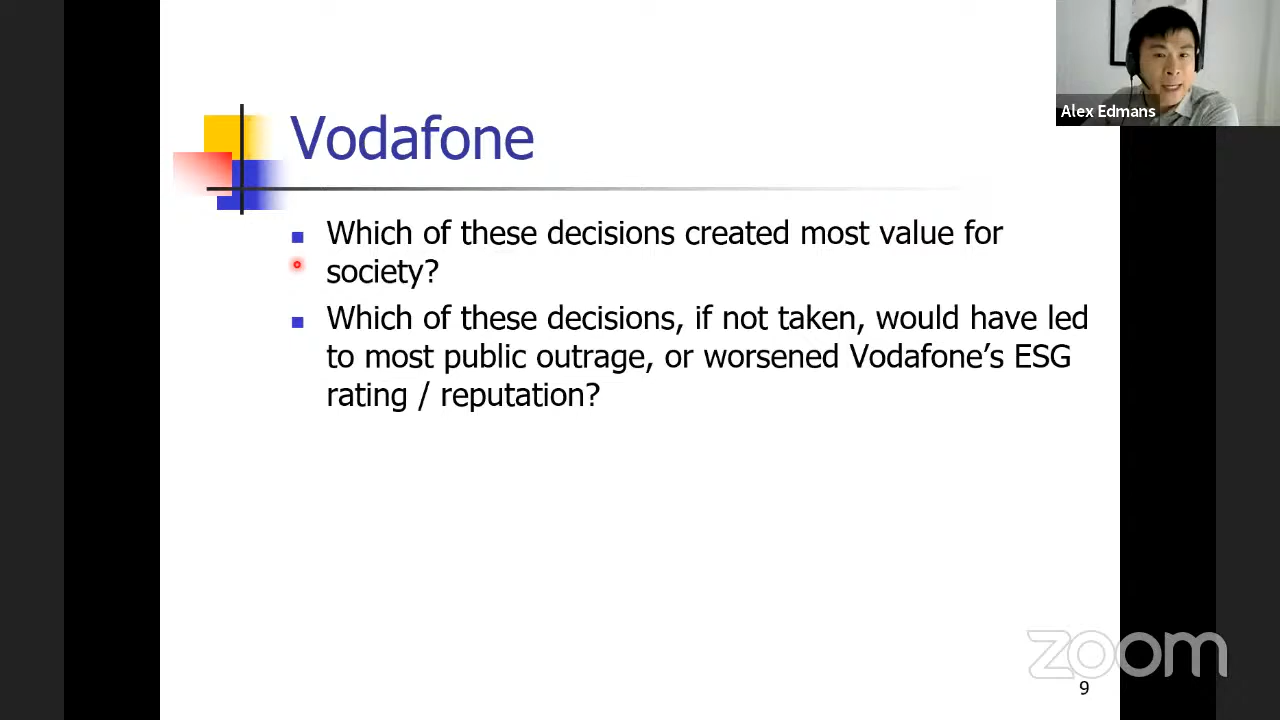 Alex Edmans
Vodafone
Which of these decisions created most value for
society?
Which of these decisions, if not taken, would have led
to most public outrage, or worsened Vodafone’s ESG
rating / reputation?
zoom
9